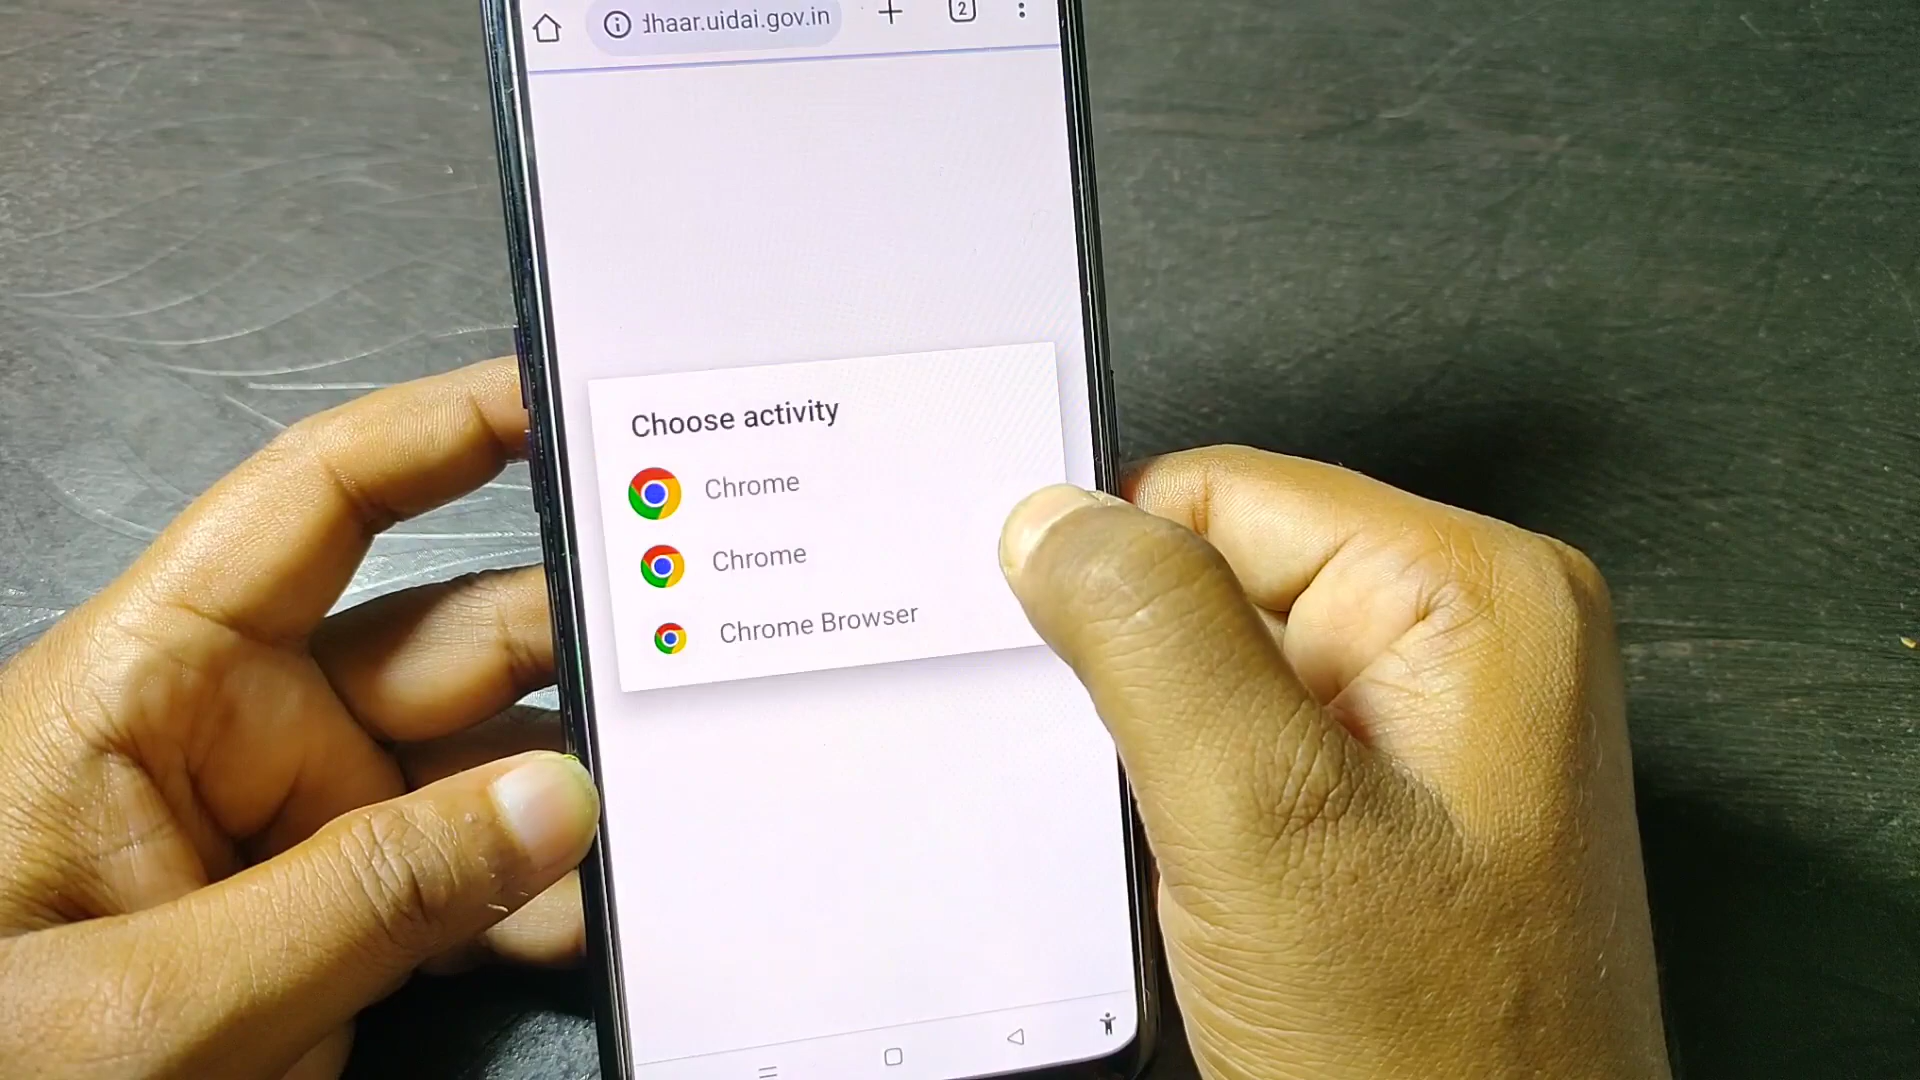 dhaar.uidai.gov.in
2
Choose activity
Chrome
Chrome
Chrome Browser